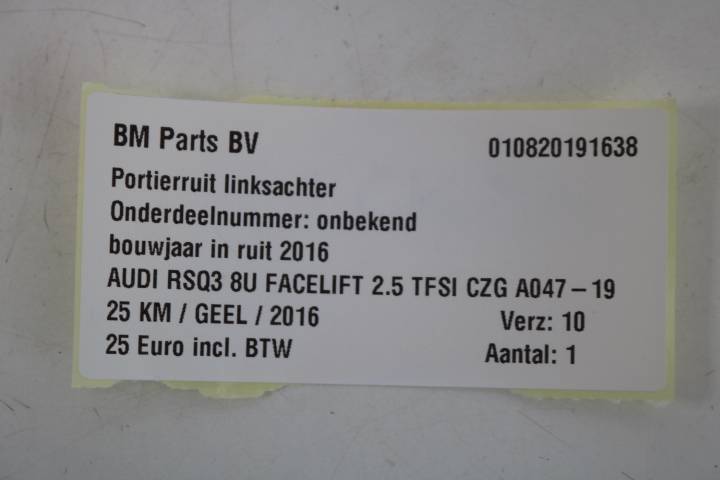 BM Parts BV 010820191638
Portierruit linksachter
Onderdeelnummer: onbekend
bouwjaar in ruit 2016
AUDI RSQ3 8U FACELIFT 2.5 TFSI CZG A047-19
25 KM / GEEL / 2016 Verz: 10
25 Euro incl. BTW Aantal: 1